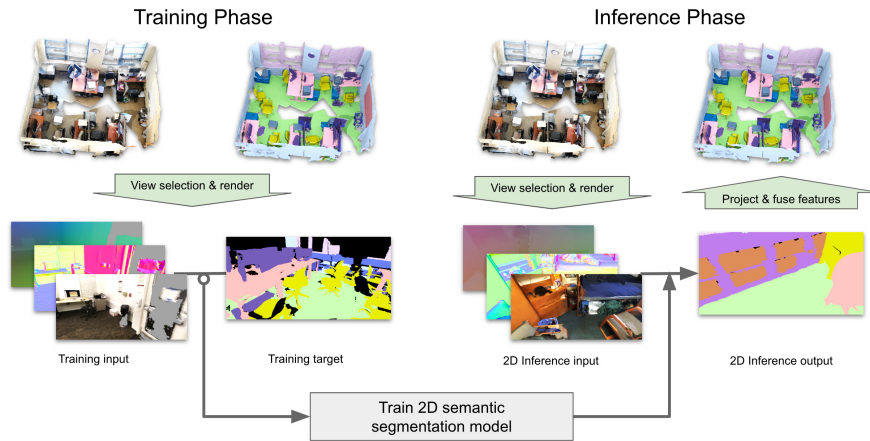 Training Phase
Inference Phase
View selection & render
View selection & render
Project & fuse features
Training input
Training target
2D Inference input
2D Inference output
Train 2D semantic
segmentation model